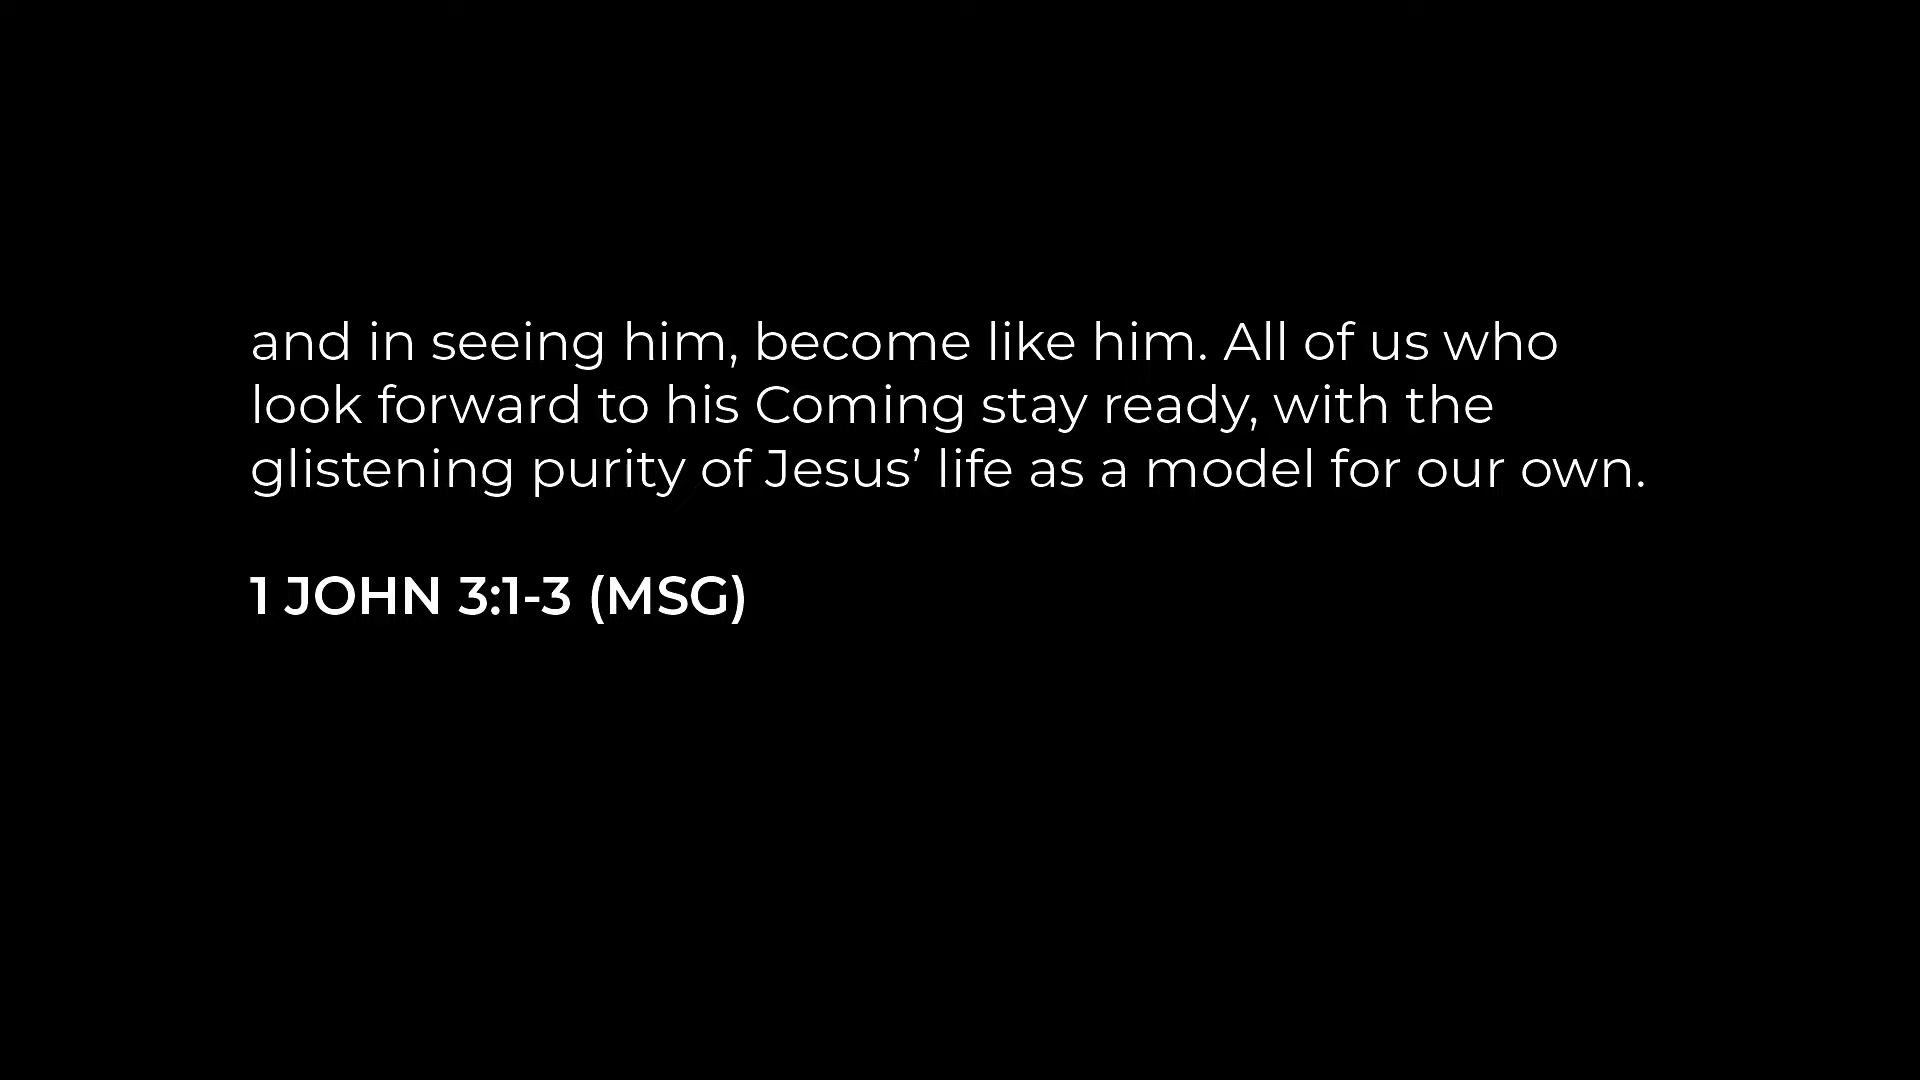 and in seeing him, become like him. All of us who
look forward to his Coming stay ready, with the
glistening purity of Jesus’ life as a model for our own.
1 JOHN 3:1-3 (MSG)